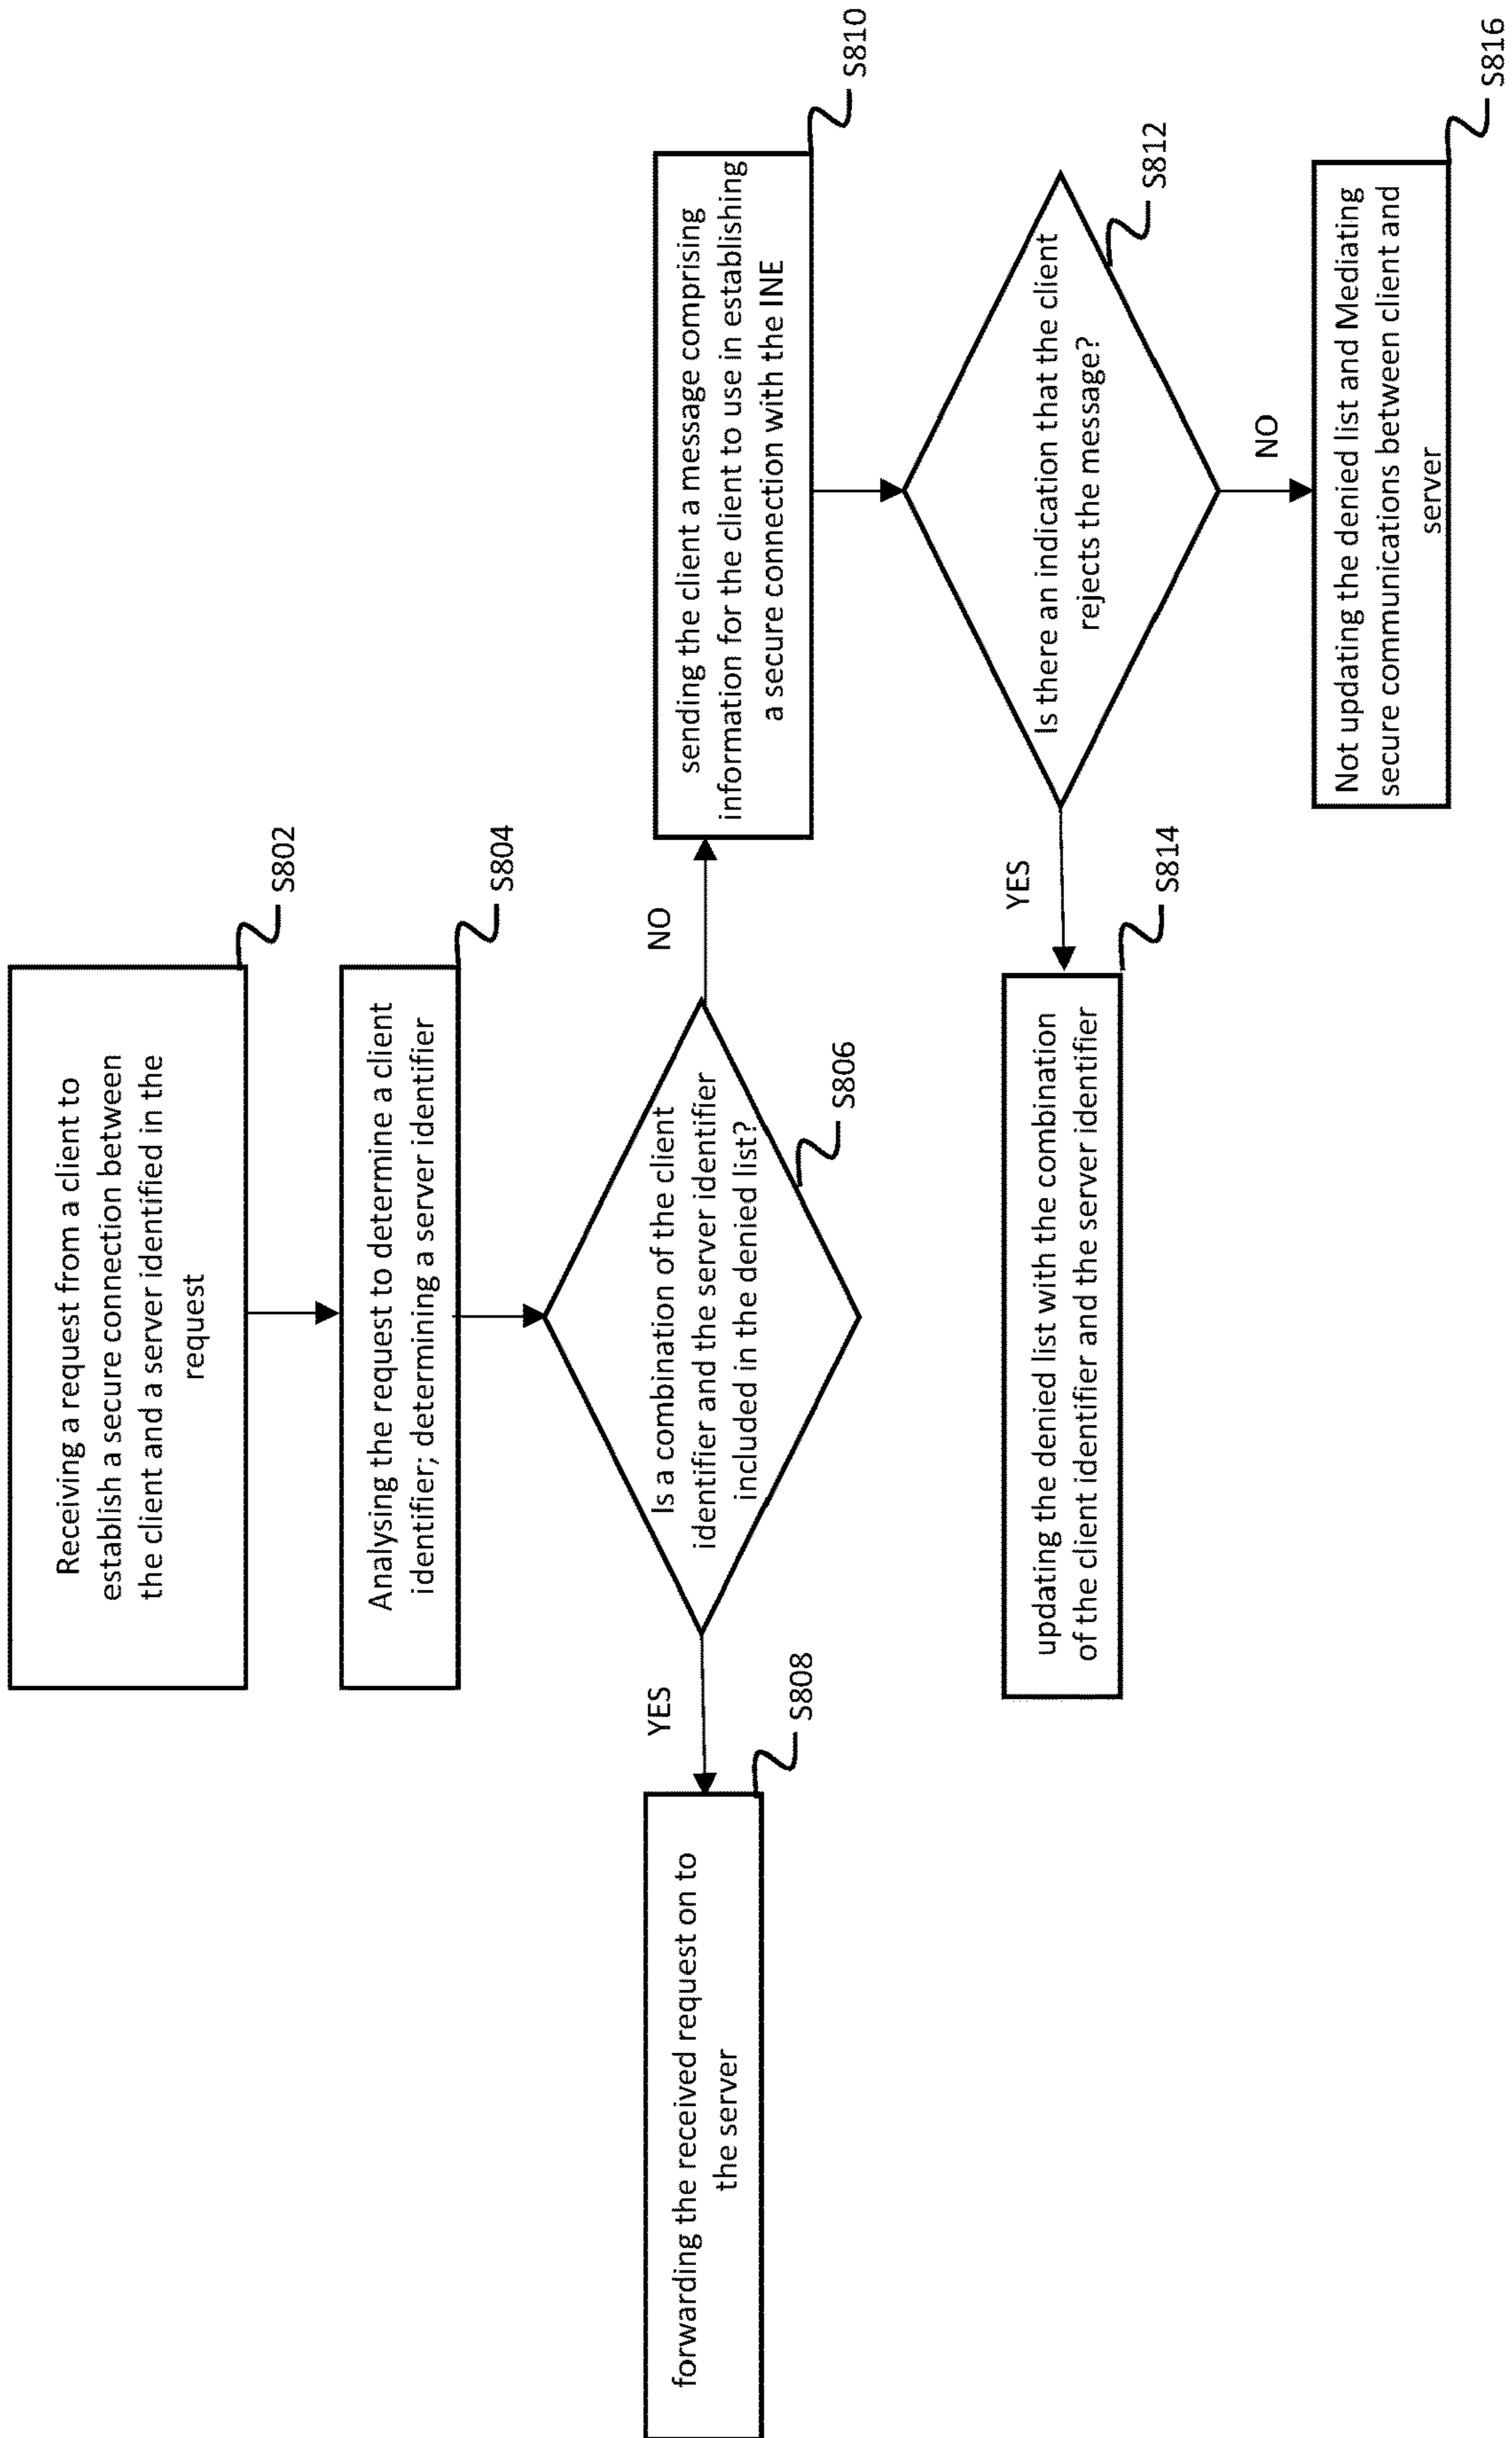 Receiving a request from a client to
establish a secure connection between
the client and a server identified in the
request
S802
Analysing the request to determine a client
identifier; determining a server identifier
S804
Is a combination of the client
identifier and the server identifier
included in the denied list?
S806
YES
forwarding the received request on to
the server
S808
NO
sending the client a message comprising
information for the client to use in establishing
a secure connection with the INE
S810
Is there an indication that the client
rejects the message?
S812
YES
updating the denied list with the combination
of the client identifier and the server identifier
S814
NO
Not updating the denied list and Mediating
secure communications between client and
server
S816